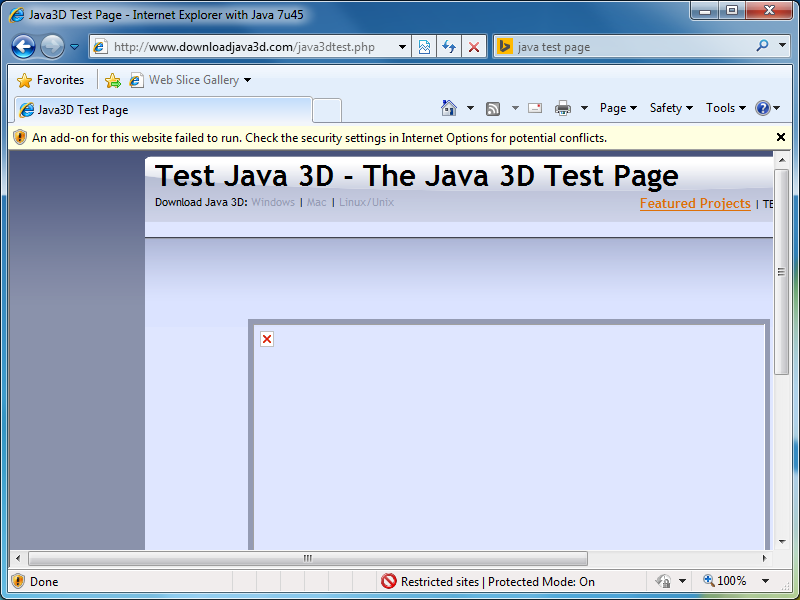 Java3D Test Page - Internet Explorer with Java 7u45
http://www.downloadjava3d.com/java3dtest.php
java test page
Favorites
Web Slice Gallery
Java3D Test Page
Page
Safety
Tools
An add-on for this website failed to run. Check the security settings in Internet Options for potential conflicts.
Test Java 3D - The Java 3D Test Page
Download Java 3D: Windows | Mac | Linux/Unix
Featured Projects | TE
Done
Restricted sites | Protected Mode: On
100%